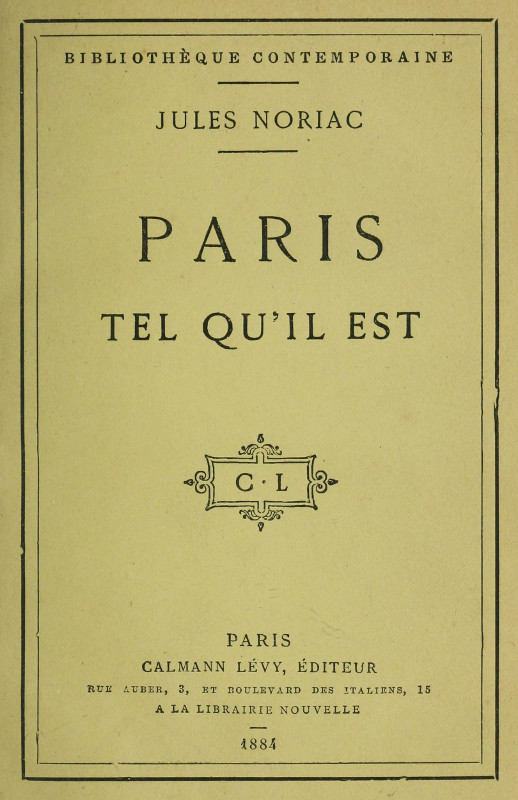 BIBLIOTHÈQUE CONTEMPORAINE
JULES NORIAC
PARIS
TEL QU'IL EST
C · L
PARIS
CALMANN LÉVY, ÉDITEUR
RUE AUBER, 3, ET BOULEVARD DES ITALIENS, 15
A LA LIBRAIRIE NOUVELLE
1884